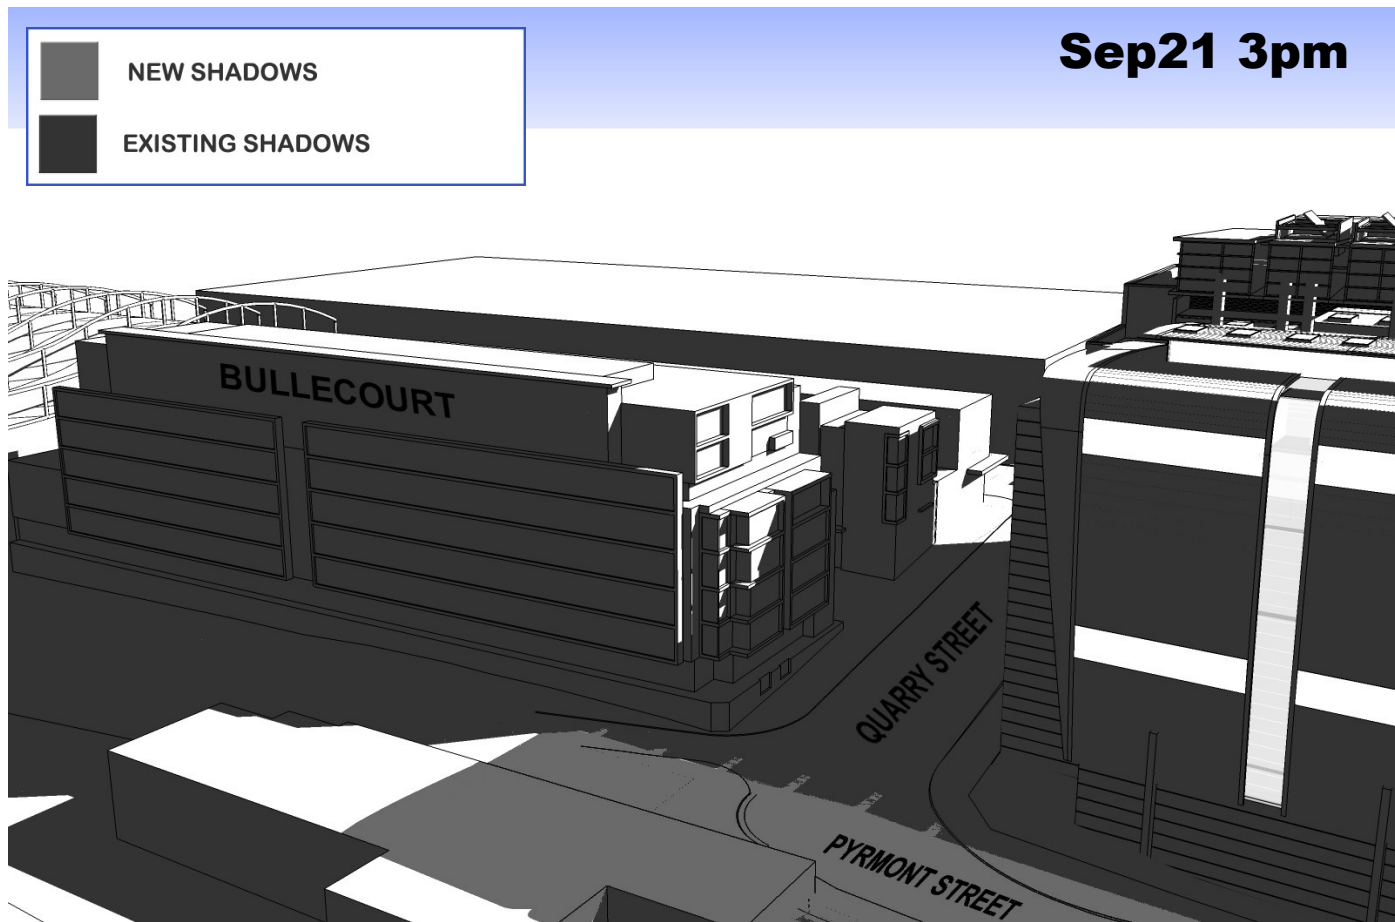 Sep21 3pm
NEW SHADOWS
EXISTING SHADOWS
BULLECOURT
QUARRY STREET
PYRMONT STREET